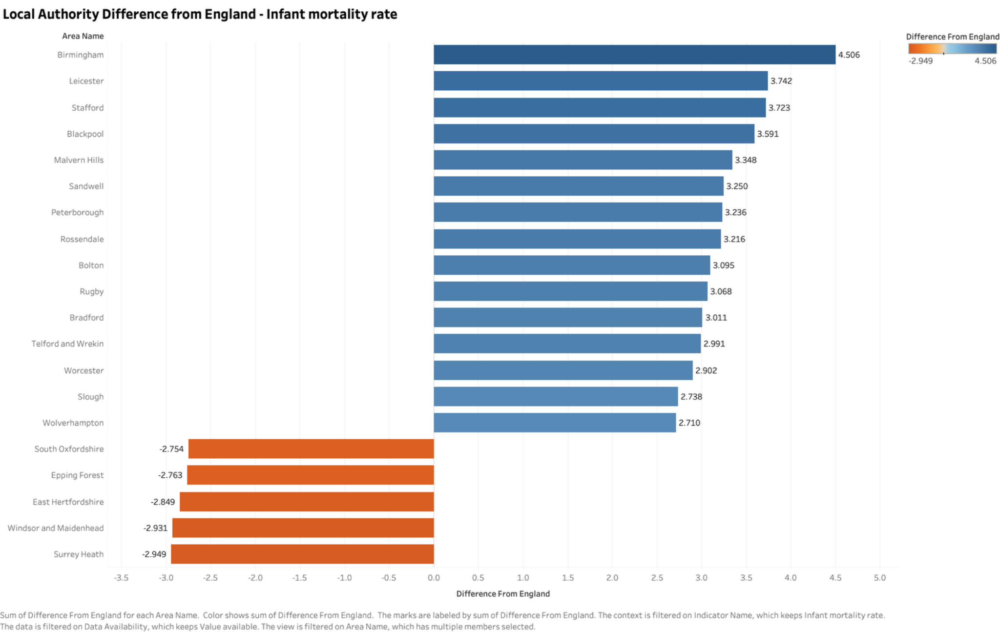 Local Authority Difference from England - Infant mortality rate
Area Name
Difference From England
-2.949 4.506
Birmingham 4.506
Leicester 3.742
Stafford 3.723
Blackpool 3.591
Malvern Hills 3.348
Sandwell 3.250
Peterborough 3.236
Rossendale 3.216
Bolton 3.095
Rugby 3.068
Bradford 3.011
Telford and Wrekin 2.991
Worcester 2.902
Slough 2.738
Wolverhampton 2.710
South Oxfordshire -2.754
Epping Forest -2.763
East Hertfordshire -2.849
Windsor and Maidenhead -2.931
Surrey Heath -2.949
-3.5 -3.0 -2.5 -2.0 -1.5 -1.0 -0.5 0.0 0.5 1.0 1.5 2.0 2.5 3.0 3.5 4.0 4.5 5.0
Difference From England
Sum of Difference From England for each Area Name.  Color shows sum of Difference From England.  The marks are labeled by sum of Difference From England. The context is filtered on Indicator Name, which keeps Infant mortality rate.
The data is filtered on Data Availability, which keeps Value available. The view is filtered on Area Name, which has multiple members selected.